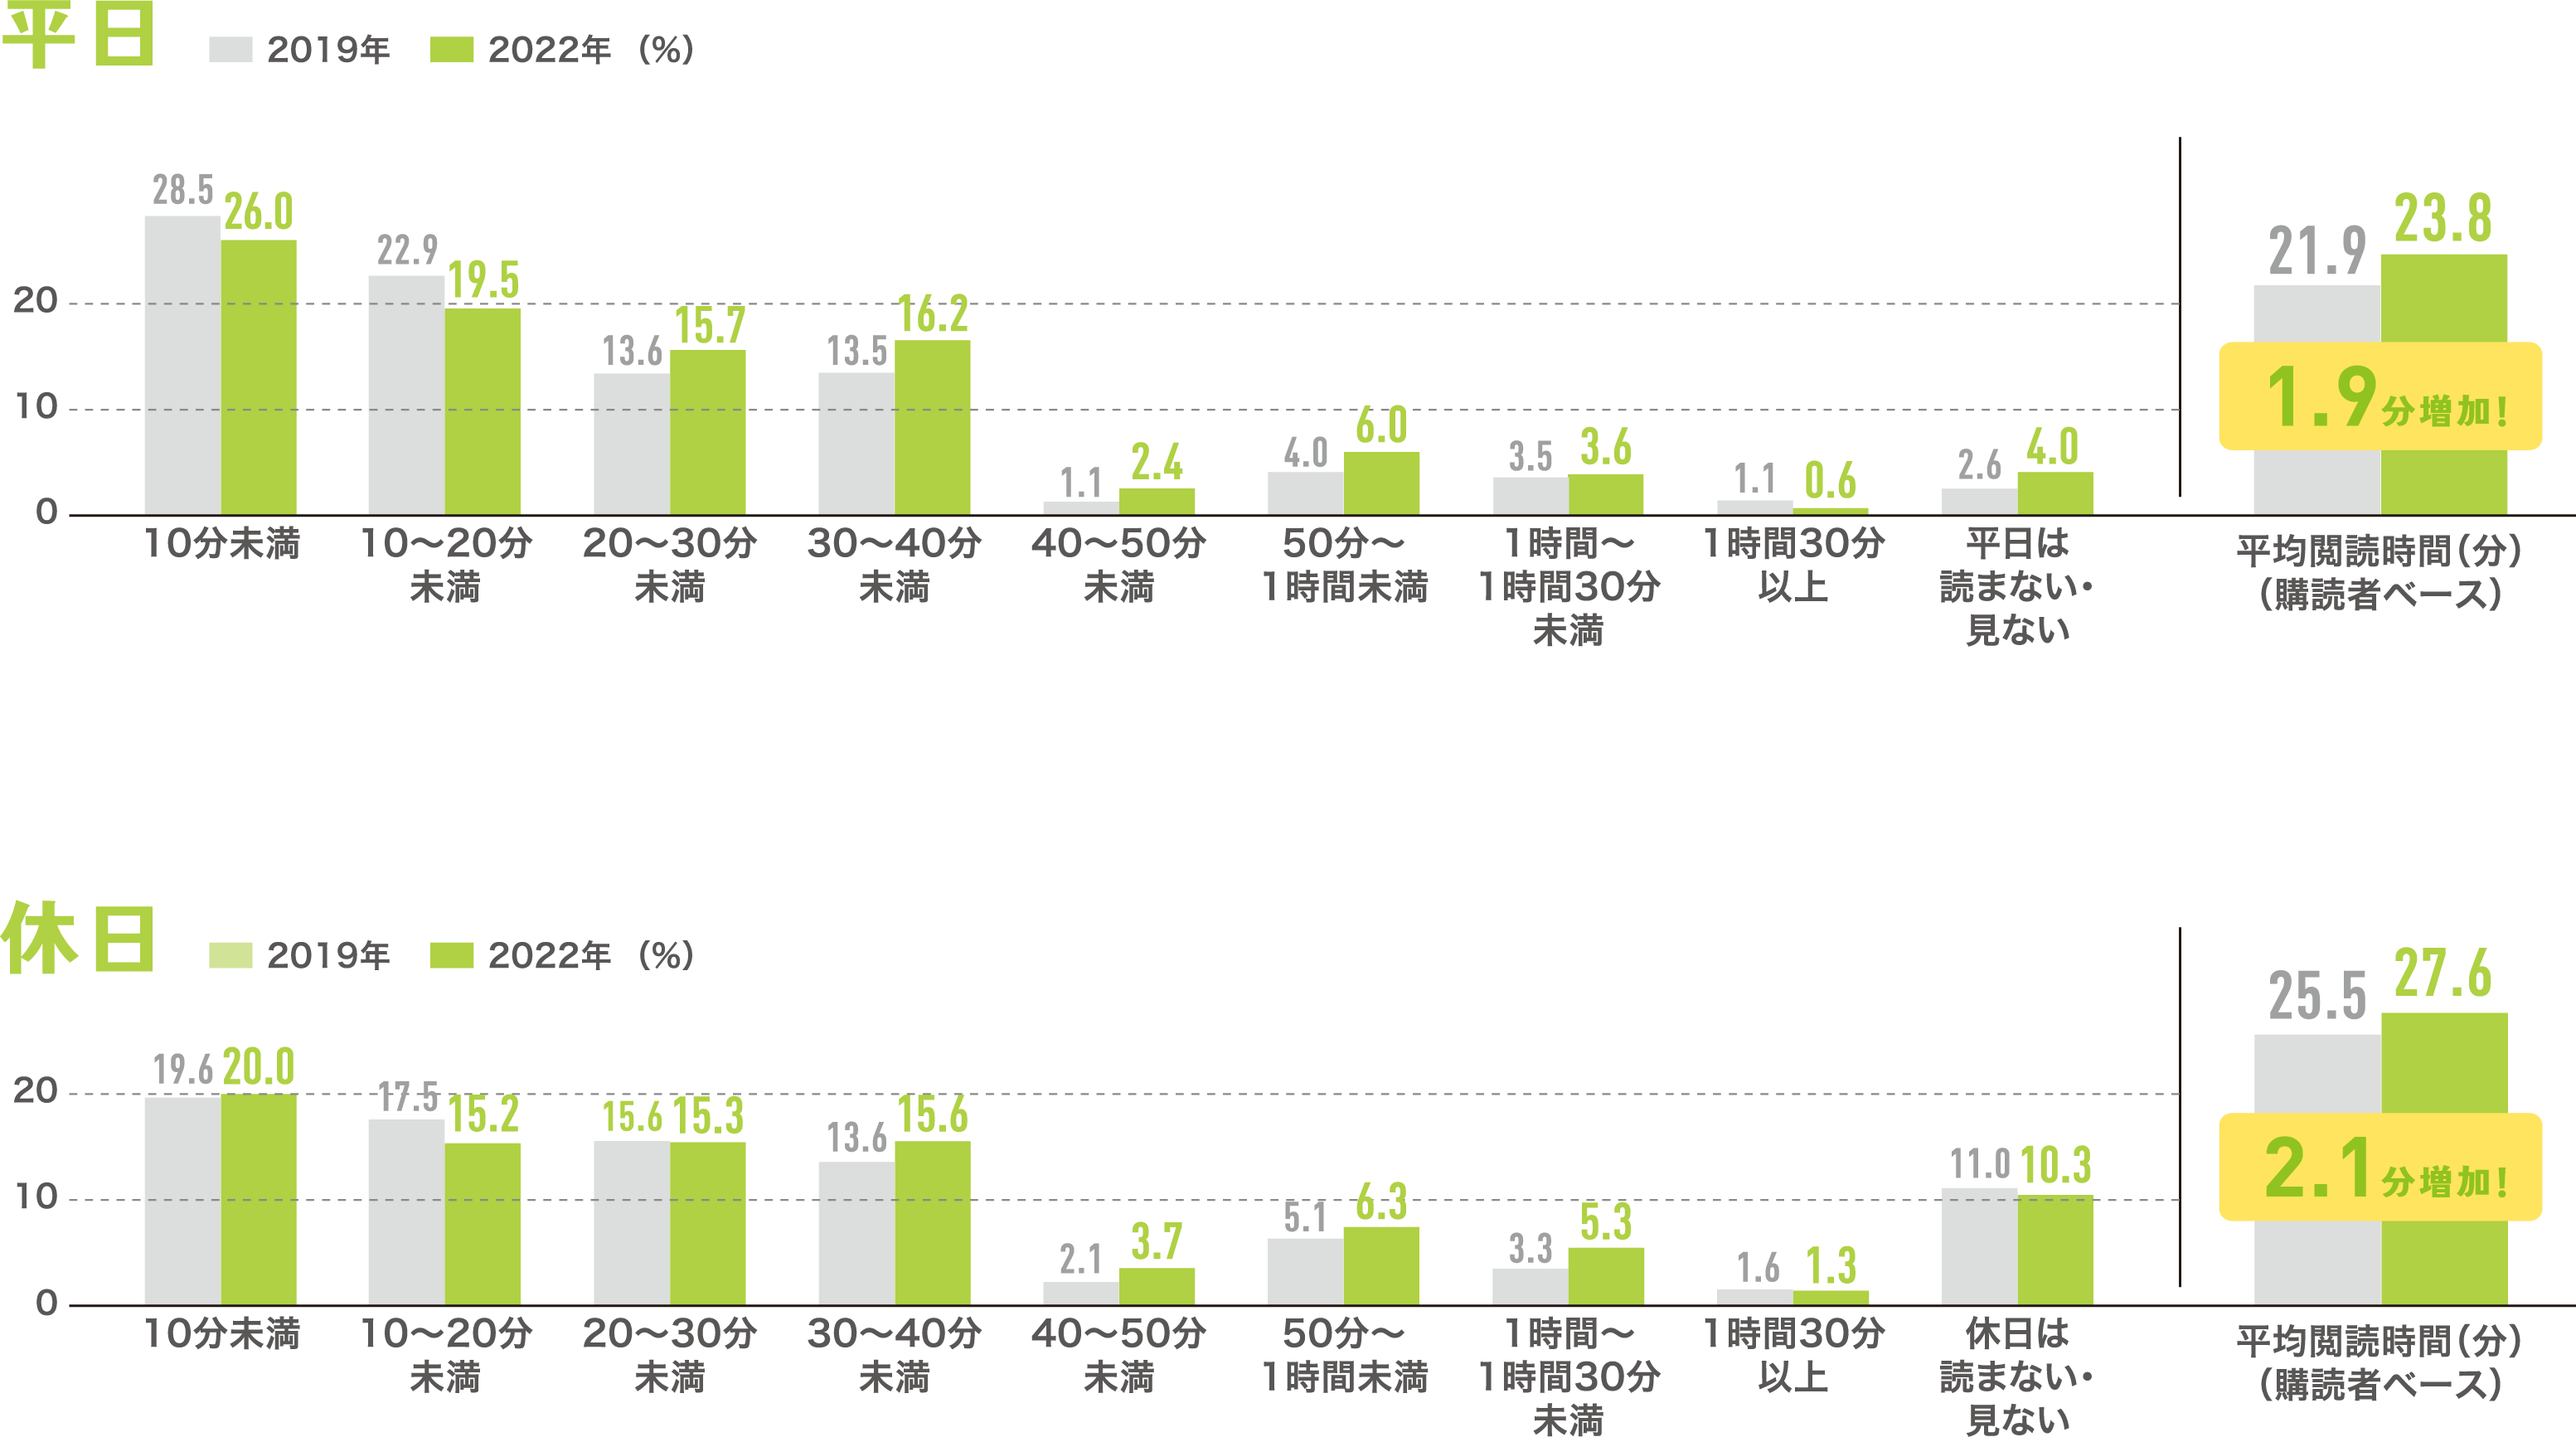 平日
2019年 2022年 (%)
28.5 26.0 22.9 19.5 13.6 15.7 13.5 16.2 1.1 2.4 4.0 6.0 3.5 3.6 1.1 0.6 2.6 4.0
21.9 23.8
1.9分増加!
20
10
0
10分未満
10〜20分
未満
20〜30分
未満
30〜40分
未満
40〜50分
未満
50分〜
1時間未満
1時間〜
1時間30分
未満
1時間30分
以上
平日は
読まない・
見ない
平均閲読時間(分)
(購読者ベース)
休日
2019年 2022年 (%)
19.6 20.0 17.5 15.2 15.6 15.3 13.6 15.6 2.1 3.7 5.1 6.3 3.3 5.3 1.6 1.3 11.0 10.3
25.5 27.6
2.1分増加!
20
10
0
10分未満
10〜20分
未満
20〜30分
未満
30〜40分
未満
40〜50分
未満
50分〜
1時間未満
1時間〜
1時間30分
未満
1時間30分
以上
休日は
読まない・
見ない
平均閲読時間(分)
(購読者ベース)